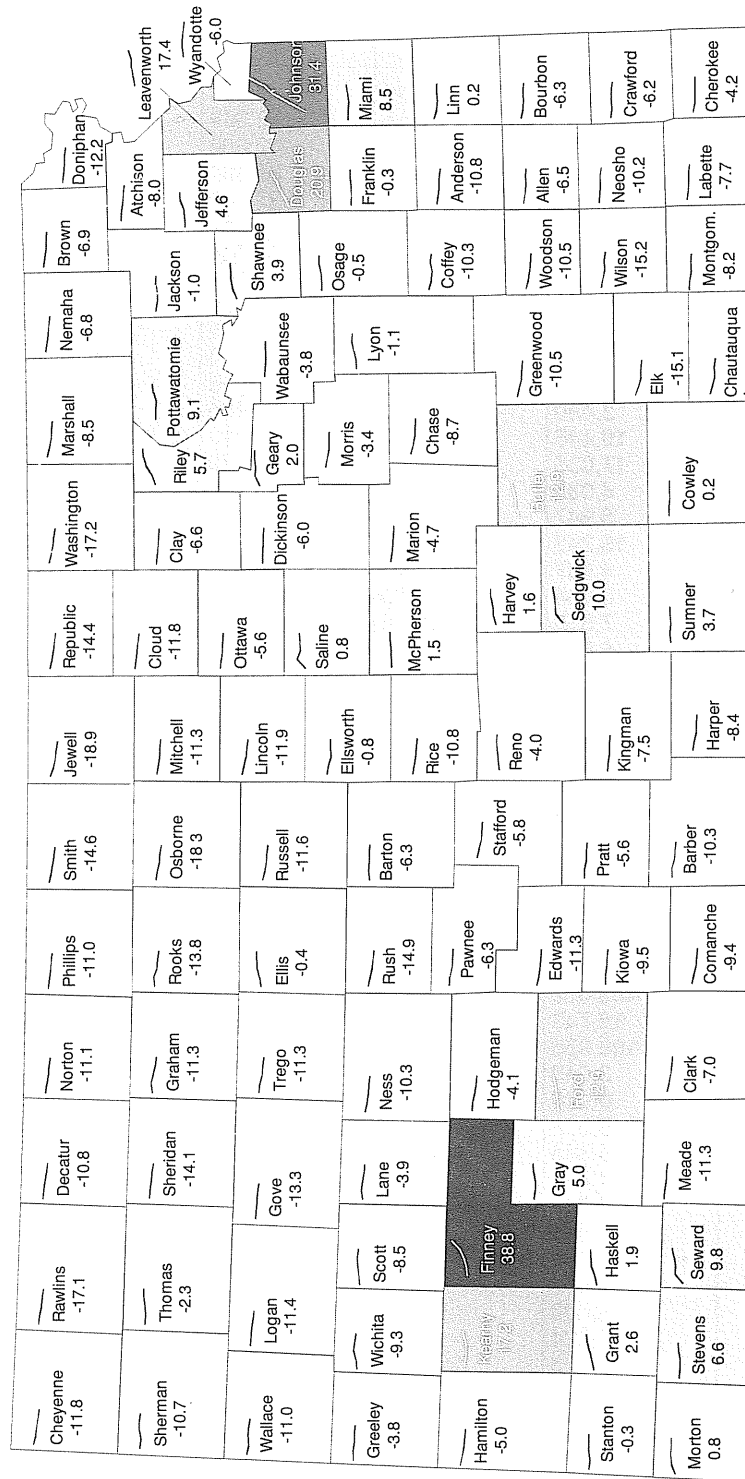 Cheyenne
-11.8
Rawlins
-17.1
Decatur
-10.8
Norton
-11.1
Phillips
-11.0
Smith
-14.6
Jewell
-18.9
Republic
-14.4
Washington
-17.2
Marshall
-8.5
Nemaha
-6.8
Brown
-6.9
Doniphan
-12.2
Sherman
-10.7
Thomas
-2.3
Sheridan
-14.1
Graham
-11.3
Rooks
-13.8
Osborne
-18.3
Mitchell
-11.3
Cloud
-11.8
Clay
-6.6
Riley
5.7
Pottawatomie
9.1
Jackson
-1.0
Atchison
-8.0
Jefferson
4.6
Leavenworth
17.4
Wyandotte
-6.0
Wallace
-11.0
Logan
-11.4
Gove
-13.3
Trego
-11.3
Ellis
-0.4
Russell
-11.6
Lincoln
-11.9
Ottawa
-5.6
Dickinson
-6.0
Geary
2.0
Wabaunsee
-3.8
Shawnee
3.9
Douglas
20.9
Johnson
31.4
Greeley
-3.8
Wichita
-9.3
Scott
-8.5
Lane
-3.9
Ness
-10.3
Rush
-14.9
Barton
-6.3
Ellsworth
-0.8
Saline
0.8
Morris
-3.4
Lyon
-1.1
Osage
-0.5
Franklin
-0.3
Miami
8.5
Hamilton
-5.0
Kearny
17.2
Finney
38.8
Hodgeman
-4.1
Pawnee
-6.3
Stafford
-5.8
Rice
-10.8
McPherson
1.5
Marion
-4.7
Chase
-8.7
Coffey
-10.3
Anderson
-10.8
Linn
0.2
Gray
5.0
Ford
Edwards
-11.3
Reno
-4.0
Harvey
1.6
Butler
Greenwood
-10.5
Woodson
-10.5
Allen
-6.5
Bourbon
-6.3
Stanton
-0.3
Grant
2.6
Haskell
1.9
Kiowa
-9.5
Pratt
-5.6
Kingman
-7.5
Sedgwick
10.0
Elk
-15.1
Wilson
-15.2
Neosho
-10.2
Crawford
-6.2
Morton
0.8
Stevens
6.6
Seward
9.8
Meade
-11.3
Clark
-7.0
Comanche
-9.4
Barber
-10.3
Harper
-8.4
Sumner
3.7
Cowley
0.2
Chautauqua
Montgom.
-8.2
Labette
-7.7
Cherokee
-4.2